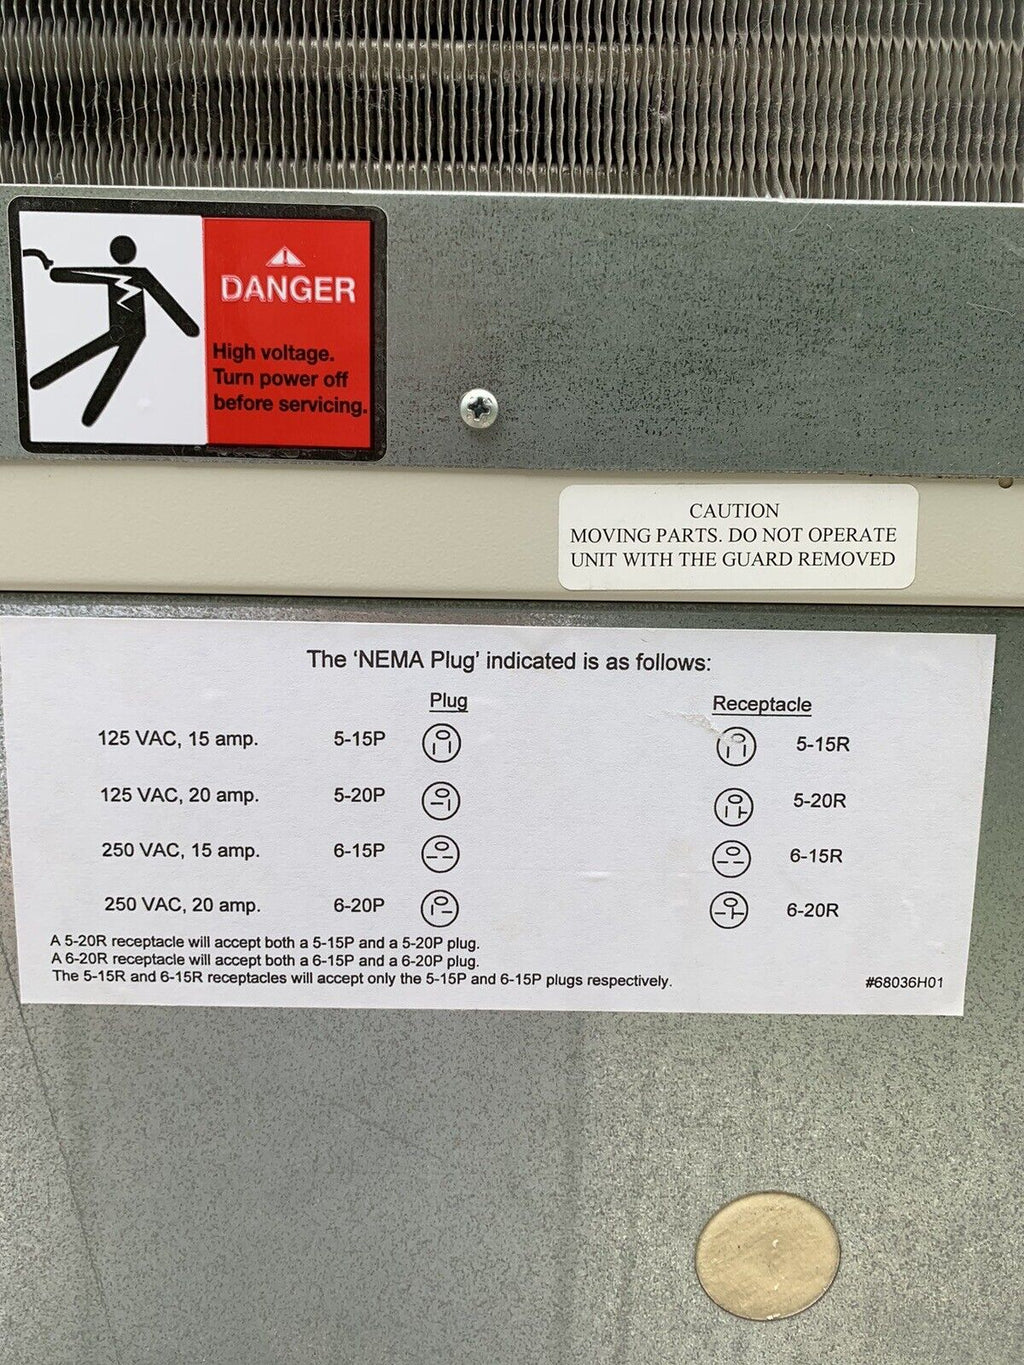 DANGER
High voltage.
Turn power off
before servicing.
CAUTION
MOVING PARTS. DO NOT OPERATE
UNIT WITH THE GUARD REMOVED
The ‘NEMA Plug’ indicated is as follows:
Plug Receptacle
125 VAC, 15 amp. 5-15P 5-15R
125 VAC, 20 amp. 5-20P 5-20R
250 VAC, 15 amp. 6-15P 6-15R
250 VAC, 20 amp. 6-20P 6-20R
A 5-20R receptacle will accept both a 5-15P and a 5-20P plug.
A 6-20R receptacle will accept both a 6-15P and a 6-20P plug.
The 5-15R and 6-15R receptacles will accept only the 5-15P and 6-15P plugs respectively.
#68036H01